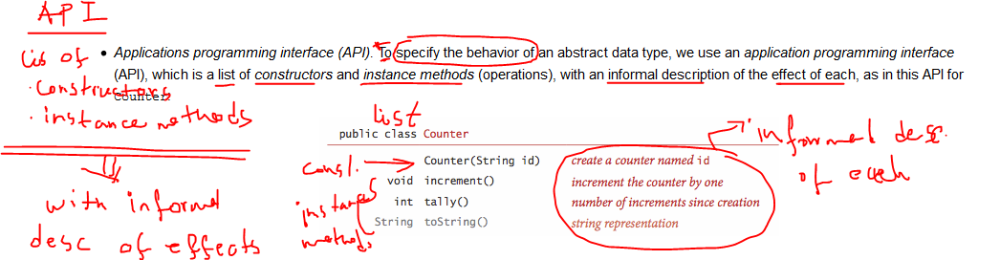 API
list of
• constructors
• instance methods
with informal
desc of effects
• Applications programming interface (API). To specify the behavior of an abstract data type, we use an application programming interface
(API), which is a list of constructors and instance methods (operations), with an informal description of the effect of each, as in this API for
Counter:
list
public class Counter
const. Counter(String id) create a counter named id
void increment() increment the counter by one
int tally() number of increments since creation
String toString() string representation
instance
methods
informal desc.
of each